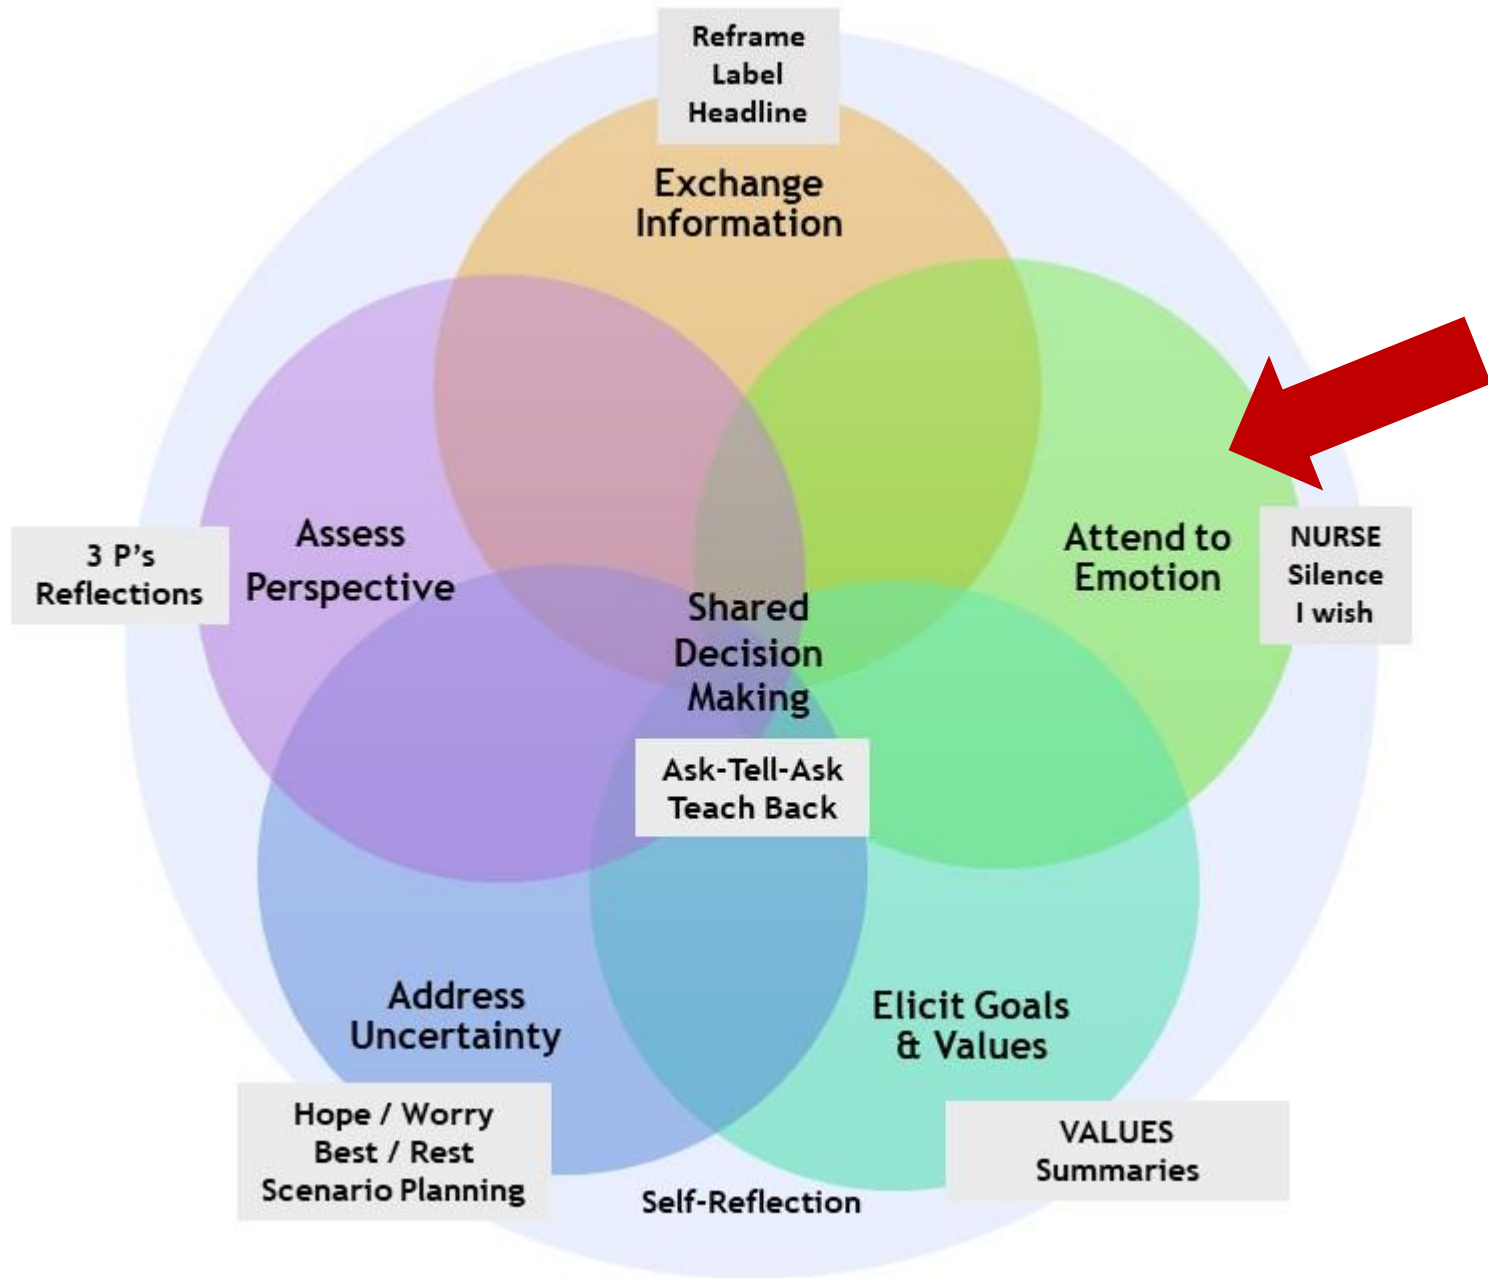 Reframe
Label
Headline
Exchange
Information
Assess
Perspective
3 P's
Reflections
Attend to
Emotion
NURSE
Silence
I wish
Shared
Decision
Making
Ask-Tell-Ask
Teach Back
Address
Uncertainty
Hope / Worry
Best / Rest
Scenario Planning
Elicit Goals
& Values
VALUES
Summaries
Self-Reflection